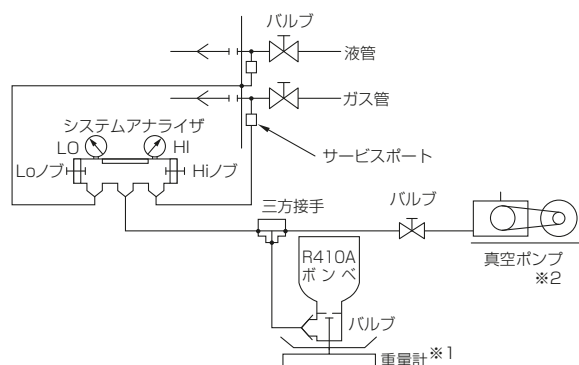 バルブ
液管
ガス管
システムアナライザ
LO
HI
Loノブ
Hiノブ
サービスポート
三方接手
バルブ
R410A
ボンベ
真空ポンプ
※2
バルブ
重量計※1